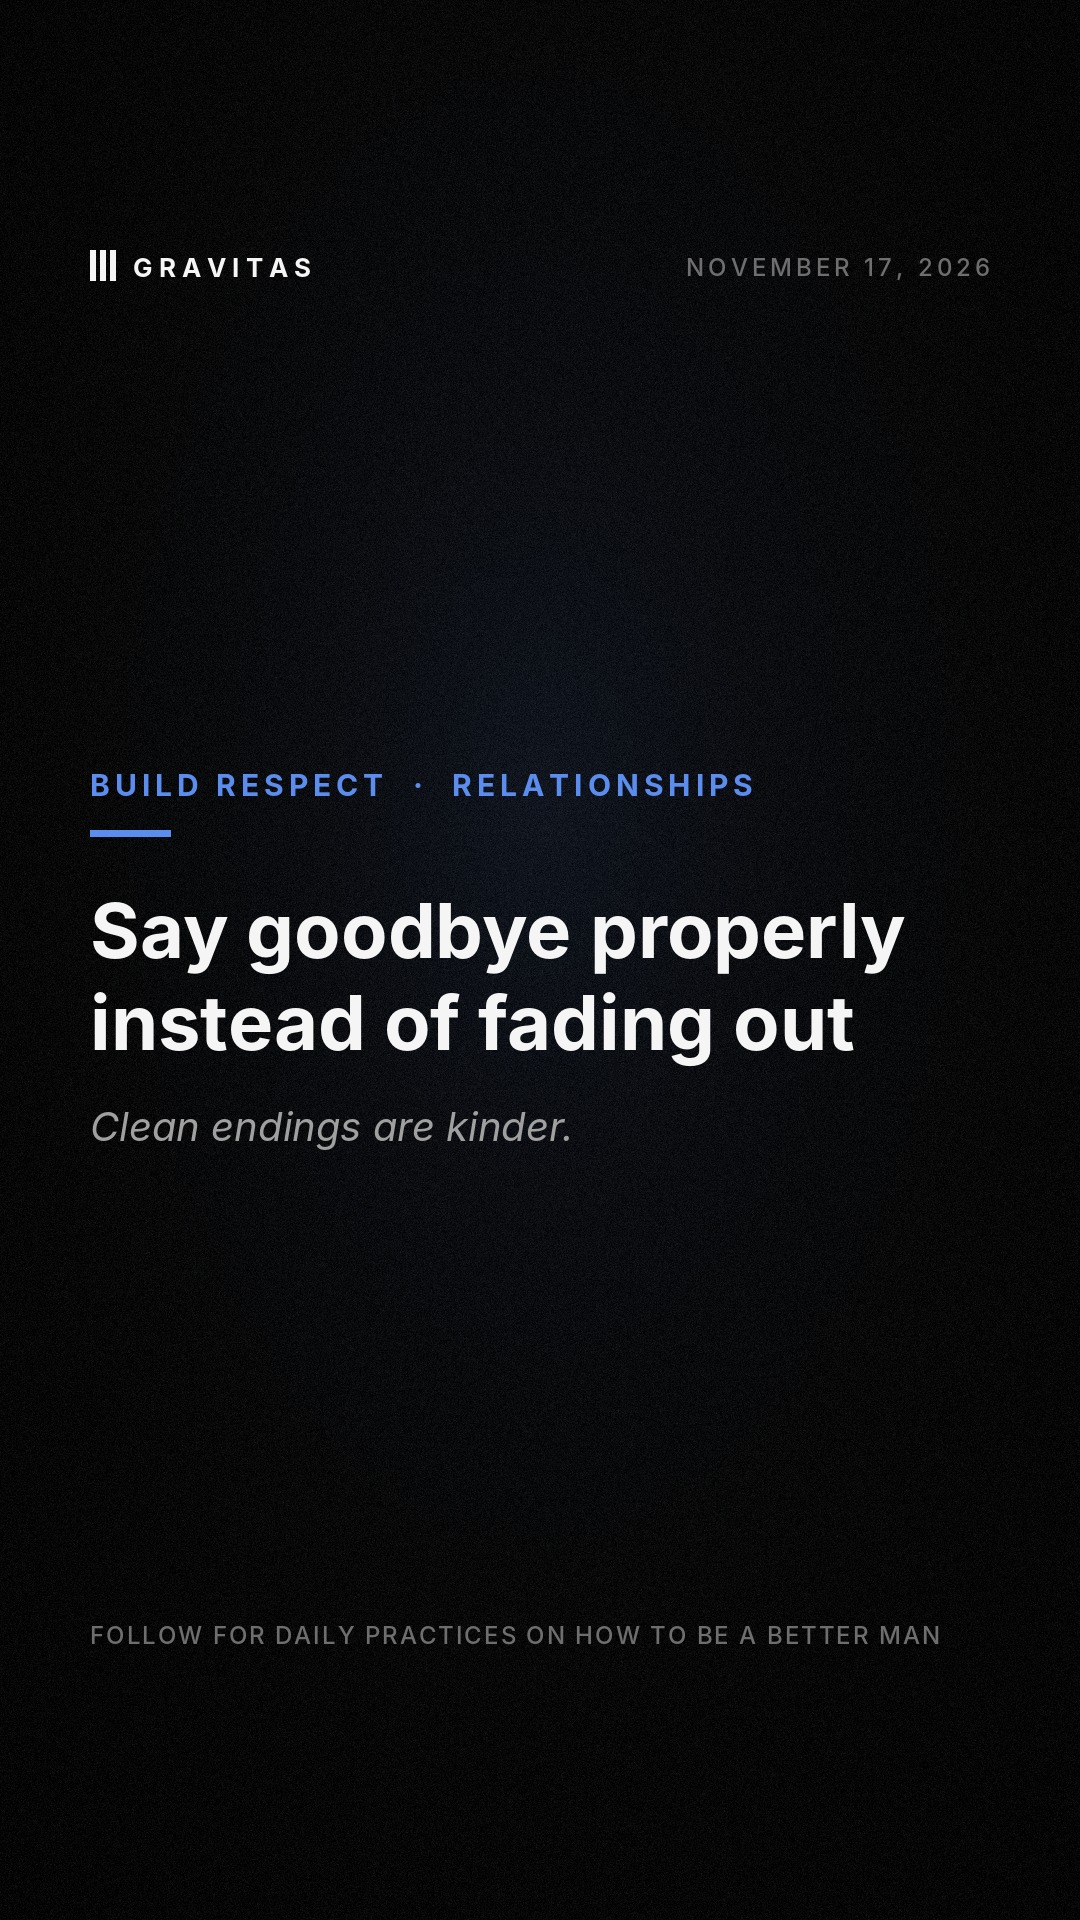 GRAVITAS
NOVEMBER 17, 2026
BUILD RESPECT · RELATIONSHIPS
Say goodbye properly
instead of fading out
Clean endings are kinder.
FOLLOW FOR DAILY PRACTICES ON HOW TO BE A BETTER MAN